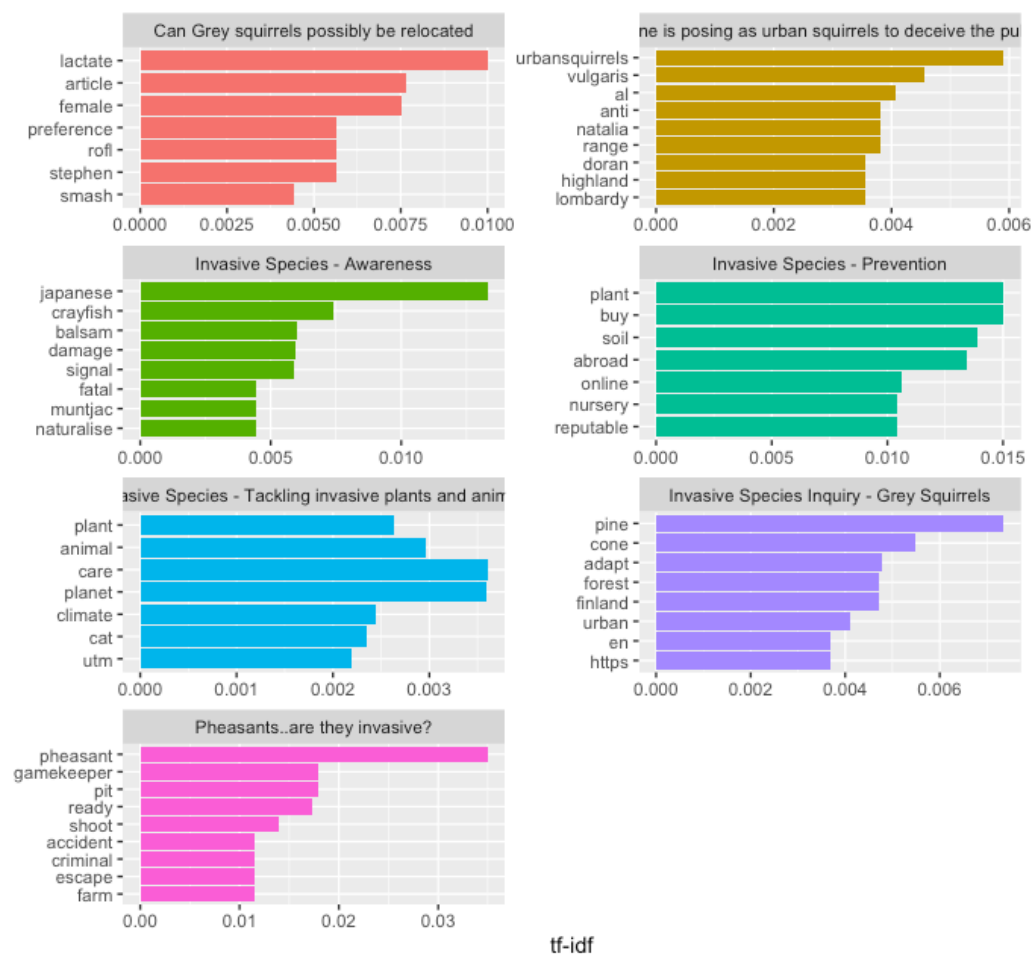 Can Grey squirrels possibly be relocated
lactate
article
female
preference
rofl
stephen
smash
0.0000 0.0025 0.0050 0.0075 0.0100
ne is posing as urban squirrels to deceive the pu
urbansquirrels
vulgaris
al
anti
natalia
range
doran
highland
lombardy
0.000 0.002 0.004 0.006
Invasive Species - Awareness
japanese
crayfish
balsam
damage
signal
fatal
muntjac
naturalise
0.000 0.005 0.010
Invasive Species - Prevention
plant
buy
soil
abroad
online
nursery
reputable
0.000 0.005 0.010 0.015
asive Species - Tackling invasive plants and anim
plant
animal
care
planet
climate
cat
utm
0.000 0.001 0.002 0.003
Invasive Species Inquiry - Grey Squirrels
pine
cone
adapt
forest
finland
urban
en
https
0.000 0.002 0.004 0.006
Pheasants..are they invasive?
pheasant
gamekeeper
pit
ready
shoot
accident
criminal
escape
farm
0.00 0.01 0.02 0.03
tf-idf